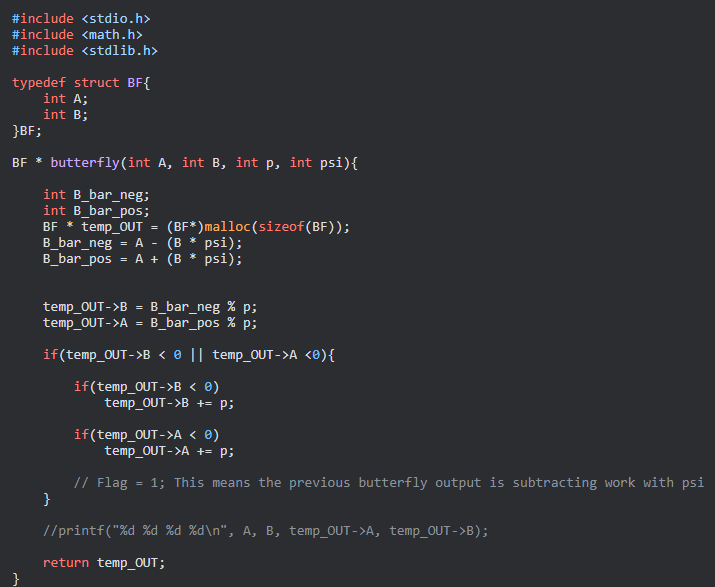 #include <stdio.h>
#include <math.h>
#include <stdlib.h>
typedef struct BF{
    int A;
    int B;
}BF;
BF * butterfly(int A, int B, int p, int psi){
    int B_bar_neg;
    int B_bar_pos;
    BF * temp_OUT = (BF*)malloc(sizeof(BF));
    B_bar_neg = A - (B * psi);
    B_bar_pos = A + (B * psi);
    temp_OUT->B = B_bar_neg % p;
    temp_OUT->A = B_bar_pos % p;
    if(temp_OUT->B < 0 || temp_OUT->A <0){
        if(temp_OUT->B < 0)
            temp_OUT->B += p;
        if(temp_OUT->A < 0)
            temp_OUT->A += p;
        // Flag = 1; This means the previous butterfly output is subtracting work with psi
    }
    //printf("%d %d %d %d\n", A, B, temp_OUT->A, temp_OUT->B);
    return temp_OUT;
}